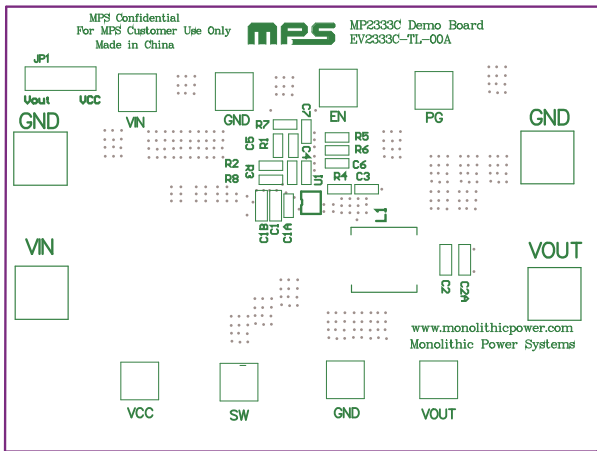 MPS Confidential
For MPS Customer Use Only
Made in China
mps
MP2333C Demo Board
EV2333C-TL-00A
JP1
Vout VCC
VIN
GND
EN
PG
GND
GND
C7
R7
C5
R1
C4
R5
R6
C6
R2
R3
R8
U1
R4
C3
C1B
C1
C1A
L1
VIN
VOUT
C2
C2A
www.monolithicpower.com
Monolithic Power Systems
VCC
SW
GND
VOUT